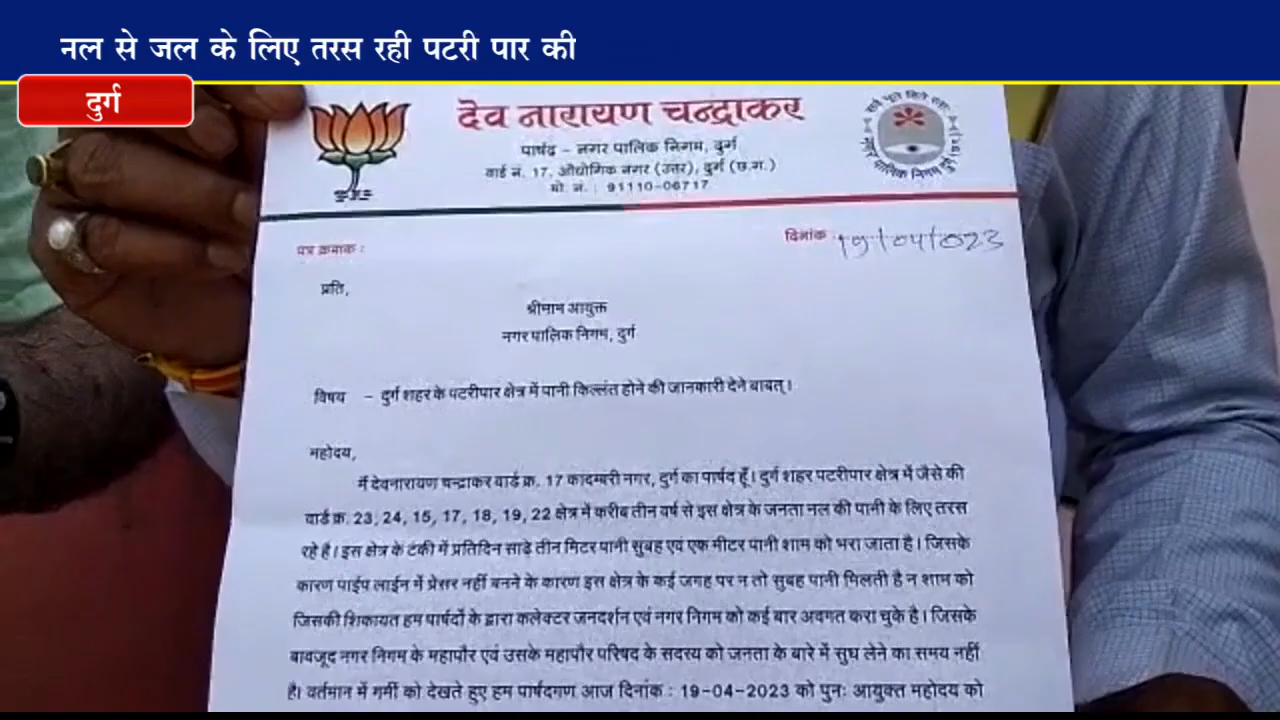 नल से जल के लिए तरस रही पटरी पार की
दुर्ग
देव नारायण चन्द्राकर
पार्षद – नगर पालिक निगम, दुर्ग
वार्ड नं. 17, औद्योगिक नगर (उत्तर), दुर्ग (छ.ग.)
मो. नं. : 91110-06717
पत्र क्रमांक :
दिनांक 19/04/2023
प्रति,
श्रीमाम आयुक्त
नगर पालिक निगम, दुर्ग
विषय – दुर्ग शहर के पटरीपार क्षेत्र में पानी किल्लंत होने की जानकारी देने बाबत्।
महोदय,
मैं देवनारायण चन्द्राकर वार्ड क्र. 17 कादम्बरी नगर, दुर्ग का पार्षद हूँ। दुर्ग शहर पटरीपार क्षेत्र में जैसे की
वार्ड क्र. 23, 24, 15, 17, 18, 19, 22 क्षेत्र में करीब तीन वर्ष से इस क्षेत्र के जनता नल की पानी के लिए तरस
रहे है। इस क्षेत्र के टंकी में प्रतिदिन साढ़े तीन मिटर पानी सुबह एवं एक मीटर पानी शाम को भरा जाता है। जिसके
कारण पाईप लाईन में प्रेसर नहीं बनने के कारण इस क्षेत्र के कई जगह पर न तो सुबह पानी मिलती है न शाम को
जिसकी शिकायत हम पार्षदों के द्वारा कलेक्टर जनदर्शन एवं नगर निगम को कई बार अवगत करा चुके है। जिसके
बावजूद नगर निगम के महापौर एवं उसके महापौर परिषद के सदस्य को जनता के बारे में सुध लेने का समय नहीं
है। वर्तमान में गर्मी को देखते हुए हम पार्षदगण आज दिनांक : 19-04-2023 को पुनः आयुक्त महोदय को